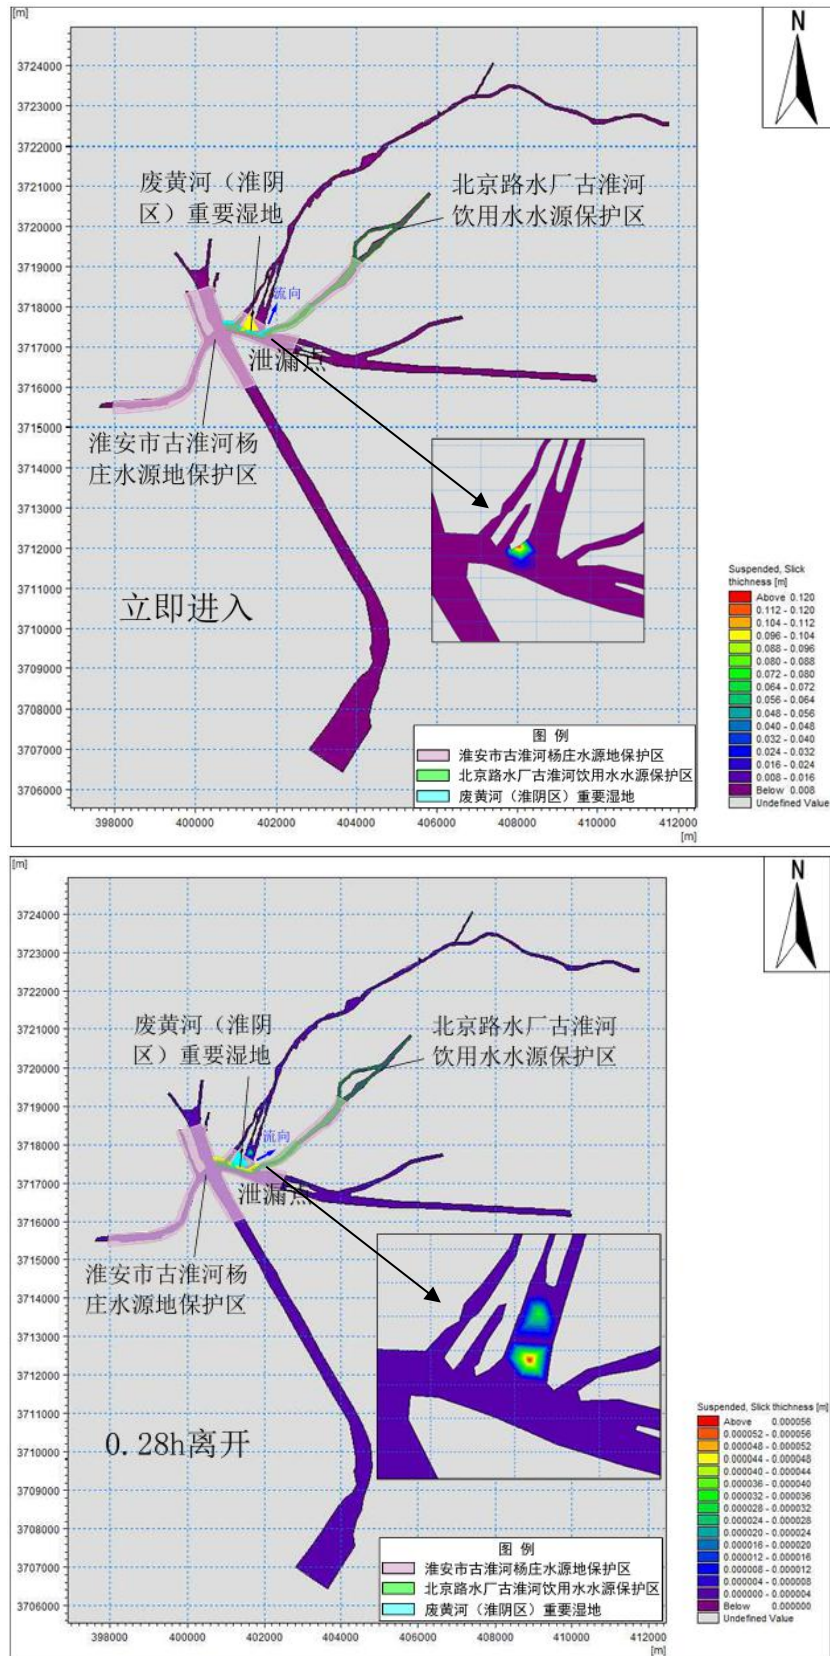 [m]
N
3724000
3723000
3722000
3721000
3720000
3719000
3718000
3717000
3716000
3715000
3714000
3713000
3712000
3711000
3710000
3709000
3708000
3707000
3706000
废黄河（淮阴
区）重要湿地
北京路水厂古淮河
饮用水水源保护区
流向
泄漏点
淮安市古淮河杨
庄水源地保护区
立即进入
图 例
淮安市古淮河杨庄水源地保护区
北京路水厂古淮河饮用水水源保护区
废黄河（淮阴区）重要湿地
398000 400000 402000 404000 406000 408000 410000 412000
[m]
Suspended, Slick
thickness [m]
Above 0.120
0.112 - 0.120
0.104 - 0.112
0.096 - 0.104
0.088 - 0.096
0.080 - 0.088
0.072 - 0.080
0.064 - 0.072
0.056 - 0.064
0.048 - 0.056
0.040 - 0.048
0.032 - 0.040
0.024 - 0.032
0.016 - 0.024
0.008 - 0.016
Below 0.008
Undefined Value
[m]
N
3724000
3723000
3722000
3721000
3720000
3719000
3718000
3717000
3716000
3715000
3714000
3713000
3712000
3711000
3710000
3709000
3708000
3707000
3706000
废黄河（淮阴
区）重要湿地
北京路水厂古淮河
饮用水水源保护区
流向
泄漏点
淮安市古淮河杨
庄水源地保护区
0.28h离开
图 例
淮安市古淮河杨庄水源地保护区
北京路水厂古淮河饮用水水源保护区
废黄河（淮阴区）重要湿地
398000 400000 402000 404000 406000 408000 410000 412000
[m]
Suspended, Slick thickness [m]
Above 0.000056
0.000052 - 0.000056
0.000048 - 0.000052
0.000044 - 0.000048
0.000040 - 0.000044
0.000036 - 0.000040
0.000032 - 0.000036
0.000028 - 0.000032
0.000024 - 0.000028
0.000020 - 0.000024
0.000016 - 0.000020
0.000012 - 0.000016
0.000008 - 0.000012
0.000004 - 0.000008
0.000000 - 0.000004
Below 0.000000
Undefined Value